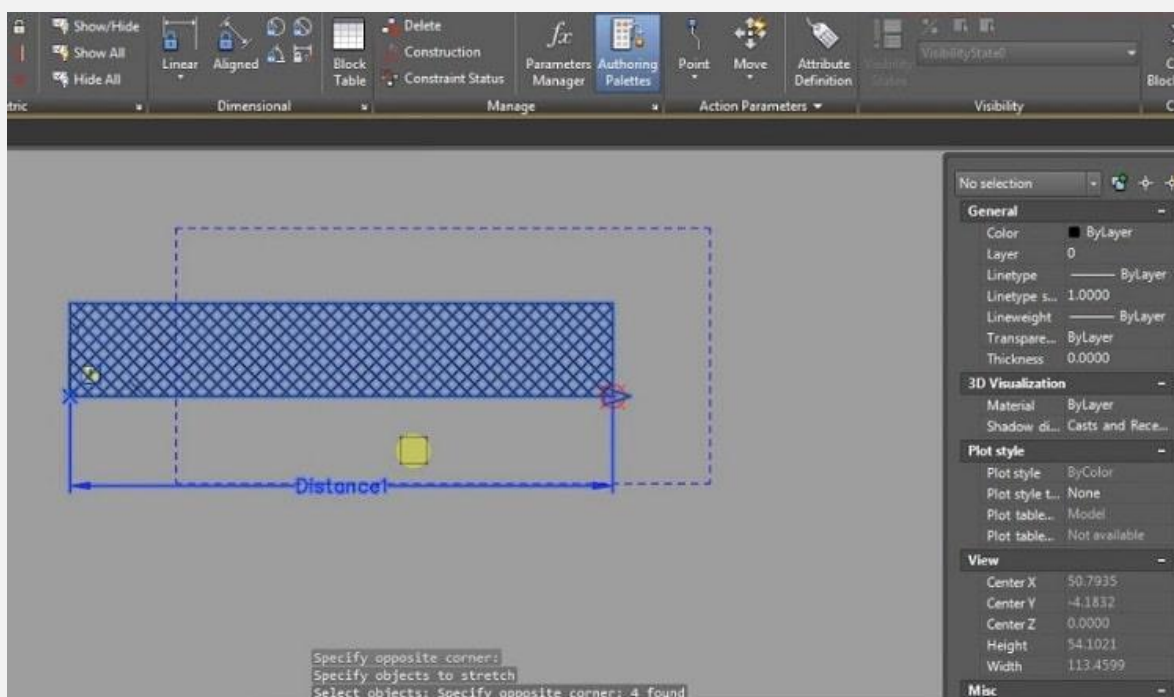 Show/Hide
Show All
Hide All
Linear
Aligned
Block
Table
Delete
Construction
Constraint Status
fx
Parameters
Manager
Authoring
Palettes
Point
Move
Attribute
Definition
VisibilityState0
Bloc
tric
Dimensional
Manage
Action Parameters
Visibility
No selection
General
Color ByLayer
Layer 0
Linetype ByLayer
Linetype s... 1.0000
Lineweight ByLayer
Transpare... ByLayer
Thickness 0.0000
3D Visualization
Material ByLayer
Shadow di... Casts and Rece...
Plot style
Plot style ByColor
Plot style t... None
Plot table... Model
Plot table... Not available
View
Center X 50.7935
Center Y -4.1832
Center Z 0.0000
Height 54.1021
Width 113.4599
Misc
Distance1
Specify opposite corner:
Specify objects to stretch
Select objects: Specify opposite corner: 4 found